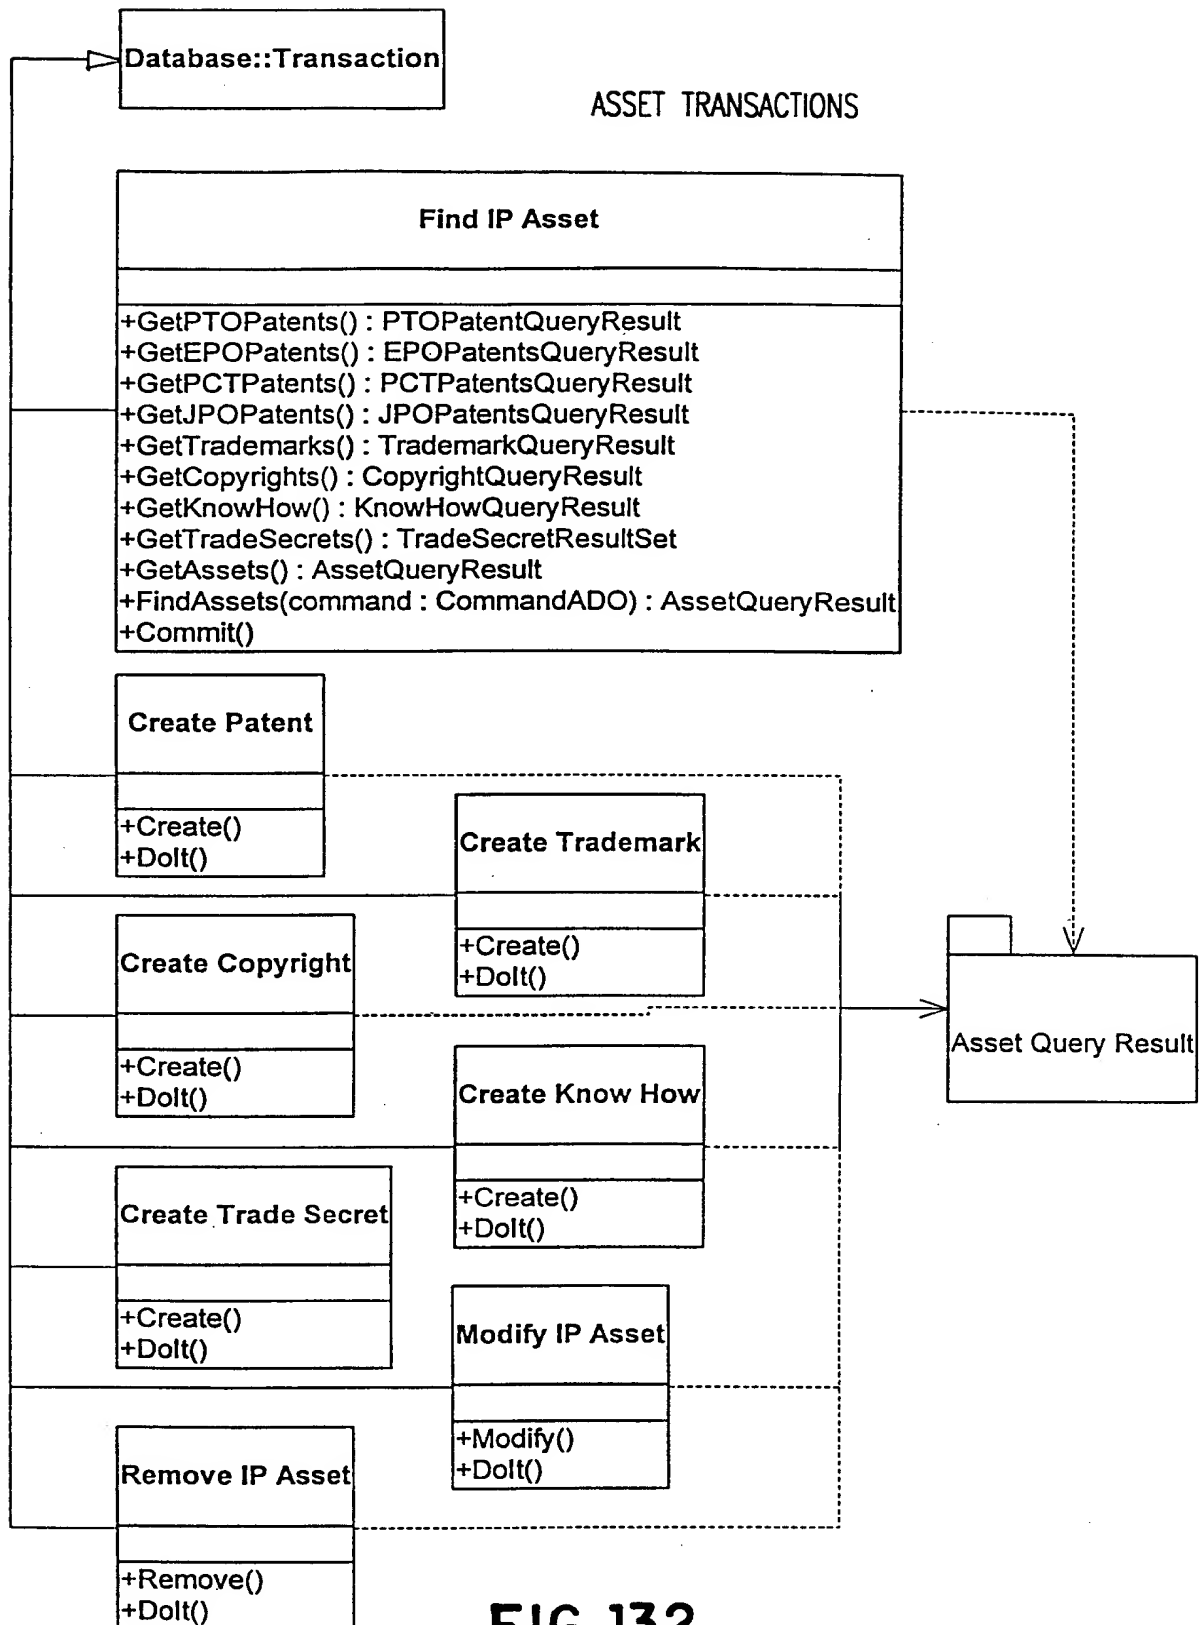 Database::Transaction
ASSET TRANSACTIONS
Find IP Asset
+GetPTOPatents() : PTOPatentQueryResult
+GetEPOPatents() : EPOPatentsQueryResult
+GetPCTPatents() : PCTPatentsQueryResult
+GetJPOPatents() : JPOPatentsQueryResult
+GetTrademarks() : TrademarkQueryResult
+GetCopyrights() : CopyrightQueryResult
+GetKnowHow() : KnowHowQueryResult
+GetTradeSecrets() : TradeSecretResultSet
+GetAssets() : AssetQueryResult
+FindAssets(command : CommandADO) : AssetQueryResult
+Commit()
Create Patent
+Create()
+DoIt()
Create Trademark
+Create()
+DoIt()
Create Copyright
+Create()
+DoIt()
Asset Query Result
Create Know How
+Create()
+DoIt()
Create Trade Secret
+Create()
+DoIt()
Modify IP Asset
+Modify()
+DoIt()
Remove IP Asset
+Remove()
+DoIt()
FIG. 132